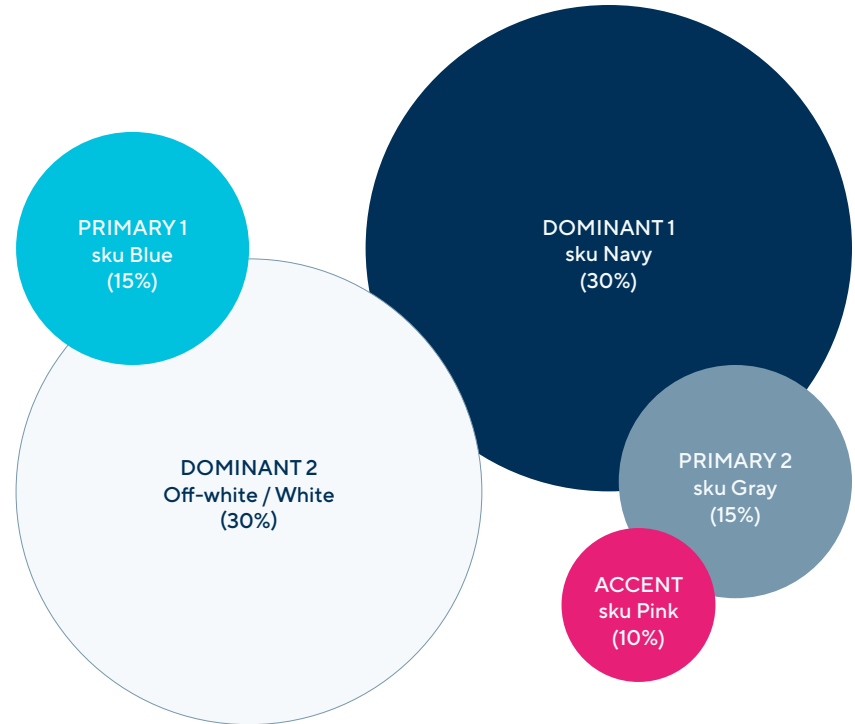 PRIMARY 1
sku Blue
(15%)
DOMINANT 1
sku Navy
(30%)
DOMINANT 2
Off-white / White
(30%)
PRIMARY 2
sku Gray
(15%)
ACCENT
sku Pink
(10%)